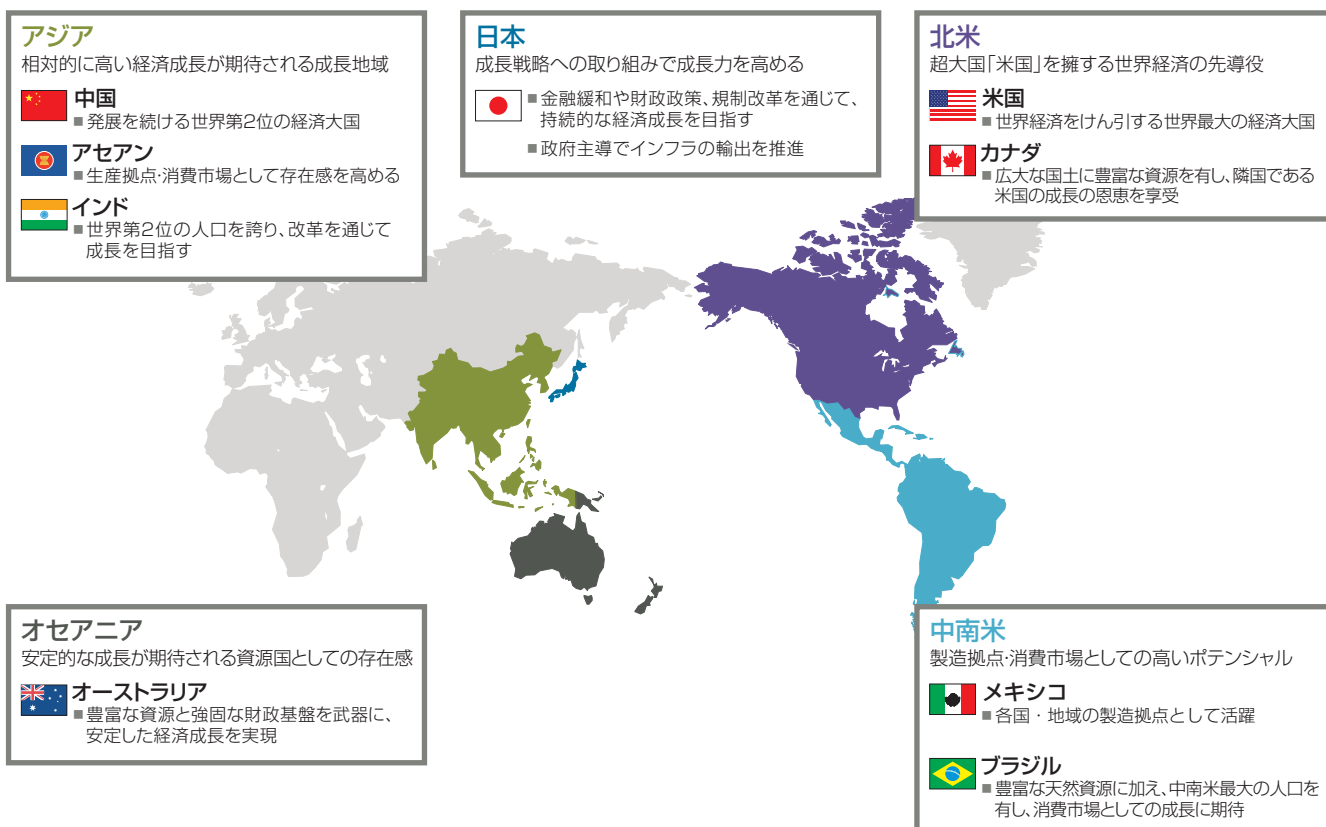 アジア
相対的に高い経済成長が期待される成長地域
中国
■発展を続ける世界第2位の経済大国
アセアン
■生産拠点・消費市場として存在感を高める
インド
■世界第2位の人口を誇り、改革を通じて
成長を目指す
日本
成長戦略への取り組みで成長力を高める
■金融緩和や財政政策、規制改革を通じて、
持続的な経済成長を目指す
■政府主導でインフラの輸出を推進
北米
超大国「米国」を擁する世界経済の先導役
米国
■世界経済をけん引する世界最大の経済大国
カナダ
■広大な国土に豊富な資源を有し、隣国である
米国の成長の恩恵を享受
オセアニア
安定的な成長が期待される資源国としての存在感
オーストラリア
■豊富な資源と強固な財政基盤を武器に、
安定した経済成長を実現
中南米
製造拠点・消費市場としての高いポテンシャル
メキシコ
■各国・地域の製造拠点として活躍
ブラジル
■豊富な天然資源に加え、中南米最大の人口を
有し、消費市場としての成長に期待